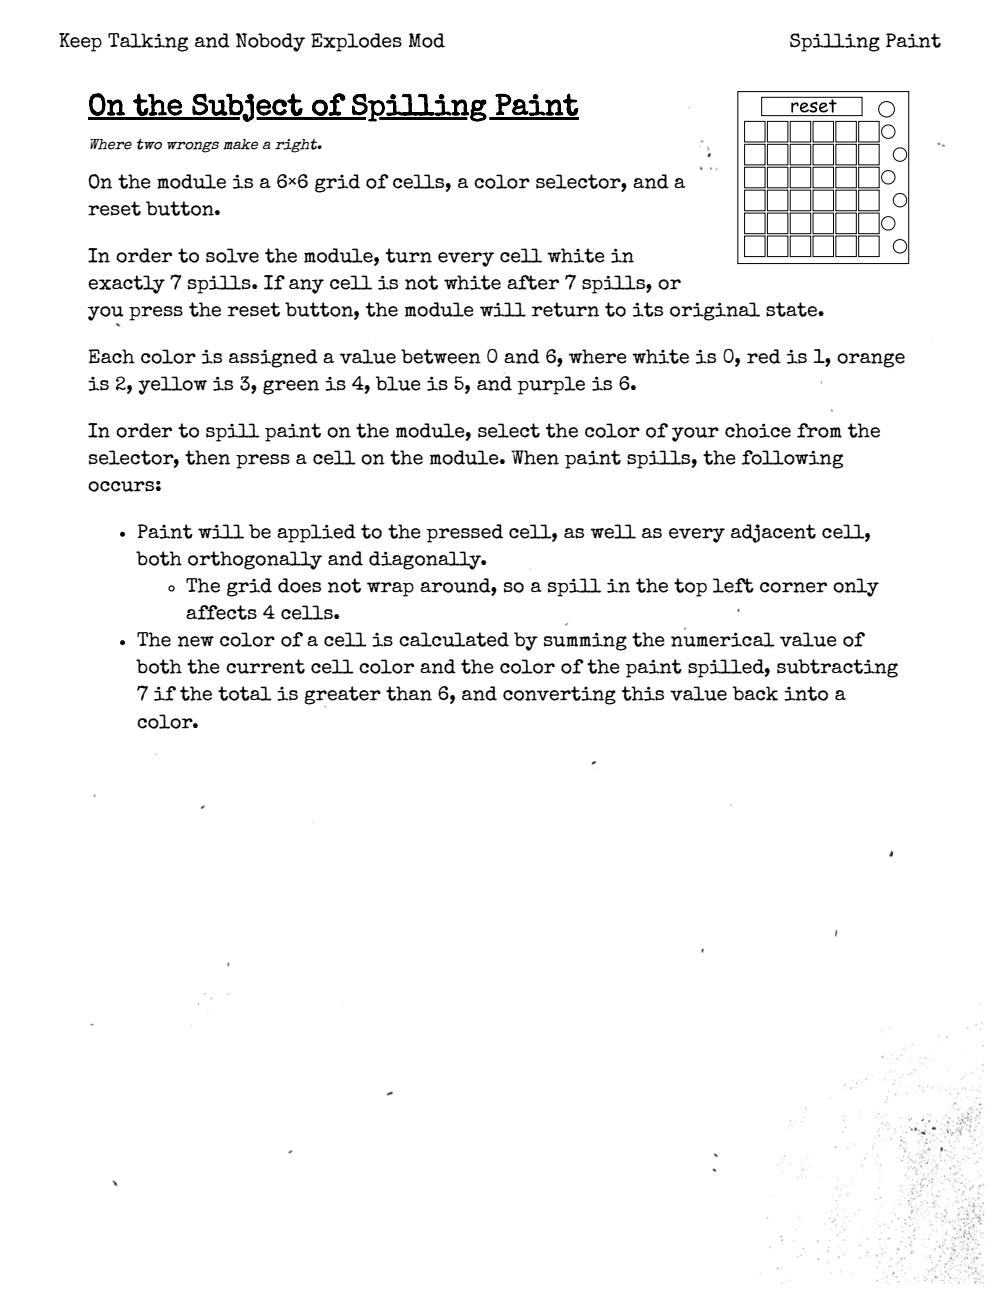 Keep Talking and Nobody Explodes Mod
Spilling Paint
On the Subject of Spilling Paint
reset
Where two wrongs make a right.
On the module is a 6×6 grid of cells, a color selector, and a
reset button.
In order to solve the module, turn every cell white in
exactly 7 spills. If any cell is not white after 7 spills, or
you press the reset button, the module will return to its original state.
Each color is assigned a value between 0 and 6, where white is 0, red is 1, orange
is 2, yellow is 3, green is 4, blue is 5, and purple is 6.
In order to spill paint on the module, select the color of your choice from the
selector, then press a cell on the module. When paint spills, the following
occurs:
• Paint will be applied to the pressed cell, as well as every adjacent cell,
both orthogonally and diagonally.
◦ The grid does not wrap around, so a spill in the top left corner only
affects 4 cells.
• The new color of a cell is calculated by summing the numerical value of
both the current cell color and the color of the paint spilled, subtracting
7 if the total is greater than 6, and converting this value back into a
color.